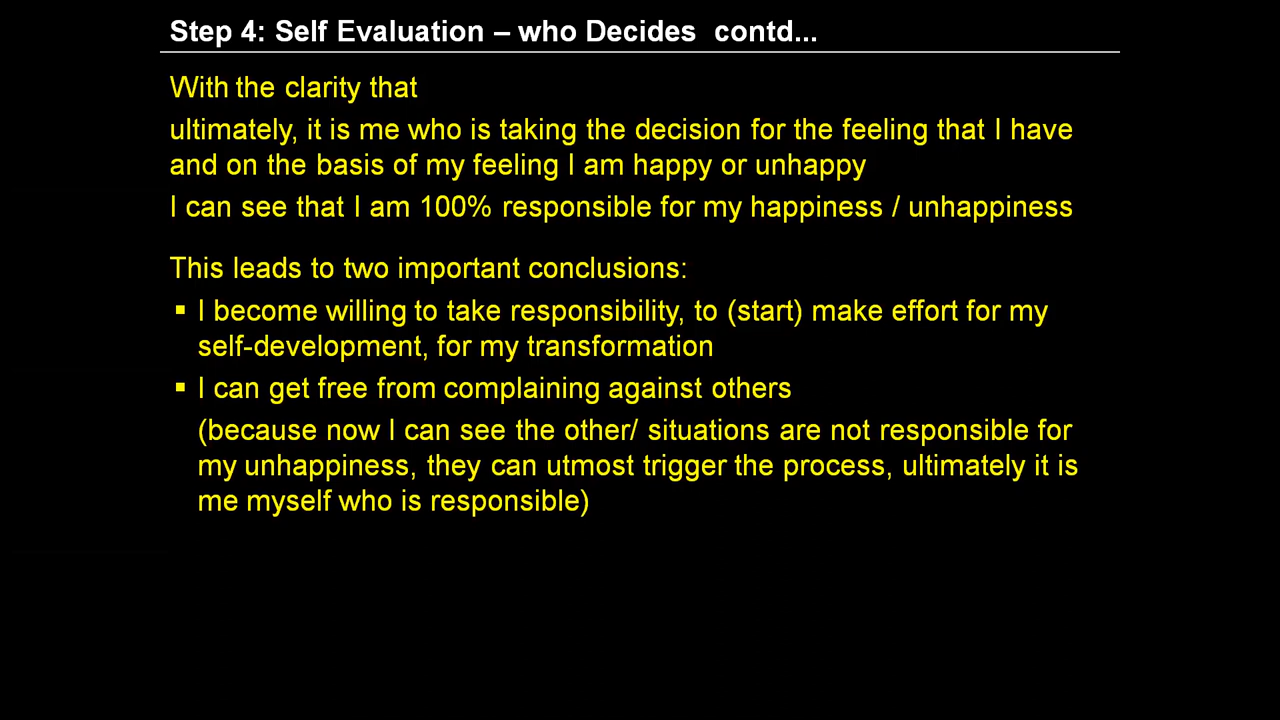 Step 4: Self Evaluation – who Decides  contd...
With the clarity that
ultimately, it is me who is taking the decision for the feeling that I have
and on the basis of my feeling I am happy or unhappy
I can see that I am 100% responsible for my happiness / unhappiness
This leads to two important conclusions:
▪ I become willing to take responsibility, to (start) make effort for my
self-development, for my transformation
▪ I can get free from complaining against others
(because now I can see the other/ situations are not responsible for
my unhappiness, they can utmost trigger the process, ultimately it is
me myself who is responsible)